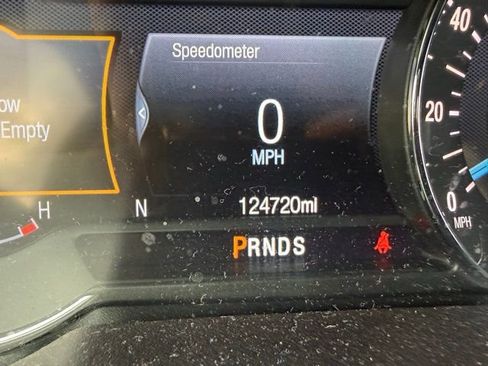 Speedometer
ow
Empty
<
0
MPH
H
N
124720mi
PRNDS
40
20
0
MPH